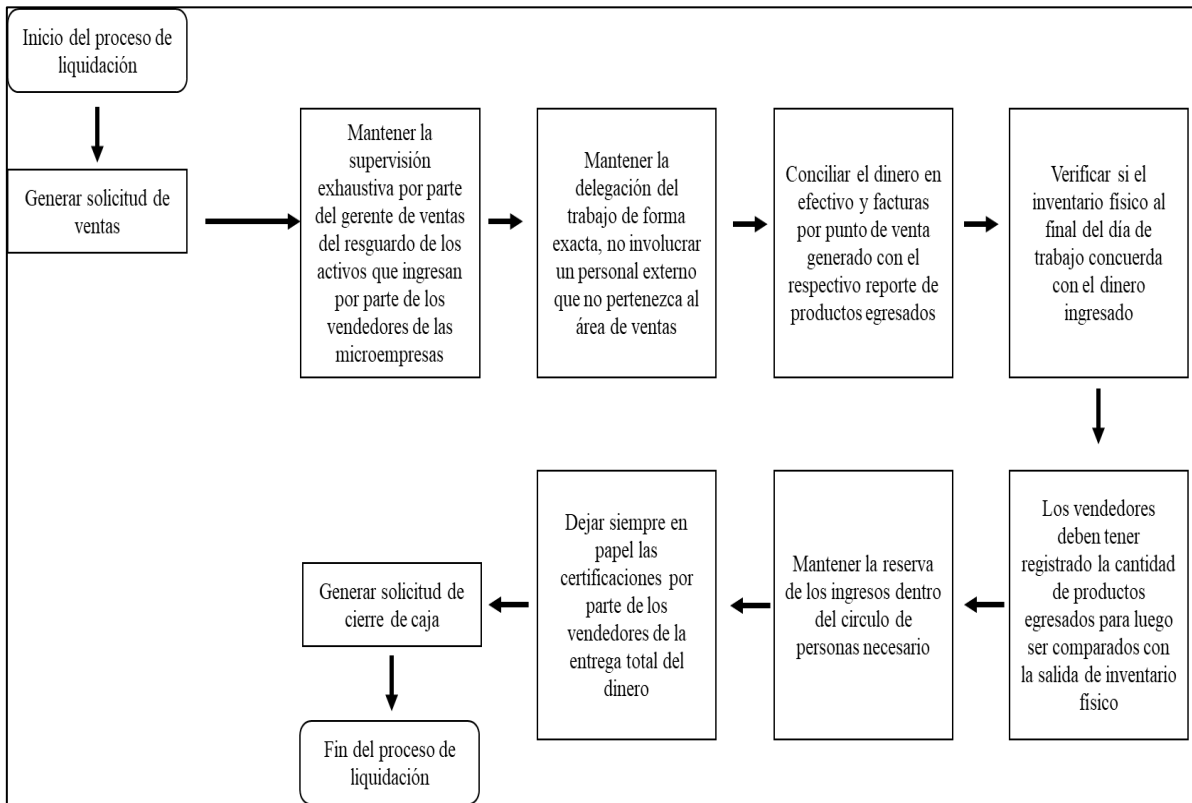 Inicio del proceso de
liquidación
Generar solicitud de
ventas
Mantener la
supervisión
exhaustiva por parte
del gerente de ventas
del resguardo de los
activos que ingresan
por parte de los
vendedores de las
microempresas
Mantener la
delegación del
trabajo de forma
exacta, no involucrar
un personal externo
que no pertenezca al
área de ventas
Conciliar el dinero en
efectivo y facturas
por punto de venta
generado con el
respectivo reporte de
productos egresados
Verificar si el
inventario físico al
final del día de
trabajo concuerda
con el dinero
ingresado
Los vendedores
deben tener
registrado la cantidad
de productos
egresados para luego
ser comparados con
la salida de inventario
físico
Mantener la reserva
de los ingresos dentro
del circulo de
personas necesario
Dejar siempre en
papel las
certificaciones por
parte de los
vendedores de la
entrega total del
dinero
Generar solicitud de
cierre de caja
Fin del proceso de
liquidación